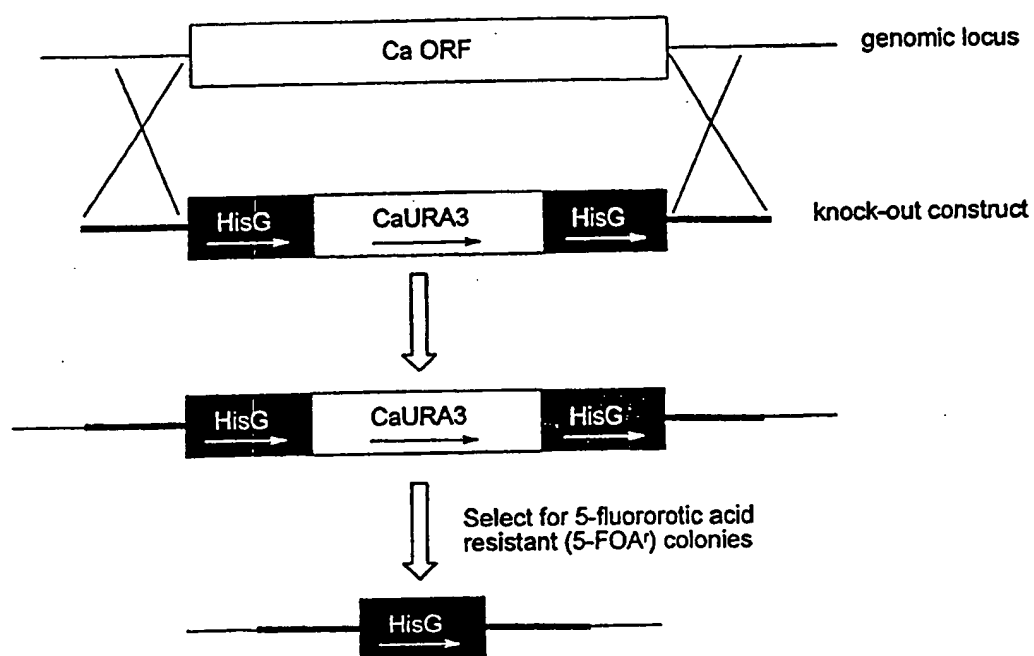 Ca ORF
genomic locus
HisG
CaURA3
HisG
knock-out construct
HisG
CaURA3
HisG
Select for 5-fluororotic acid
resistant (5-FOAʳ) colonies
HisG